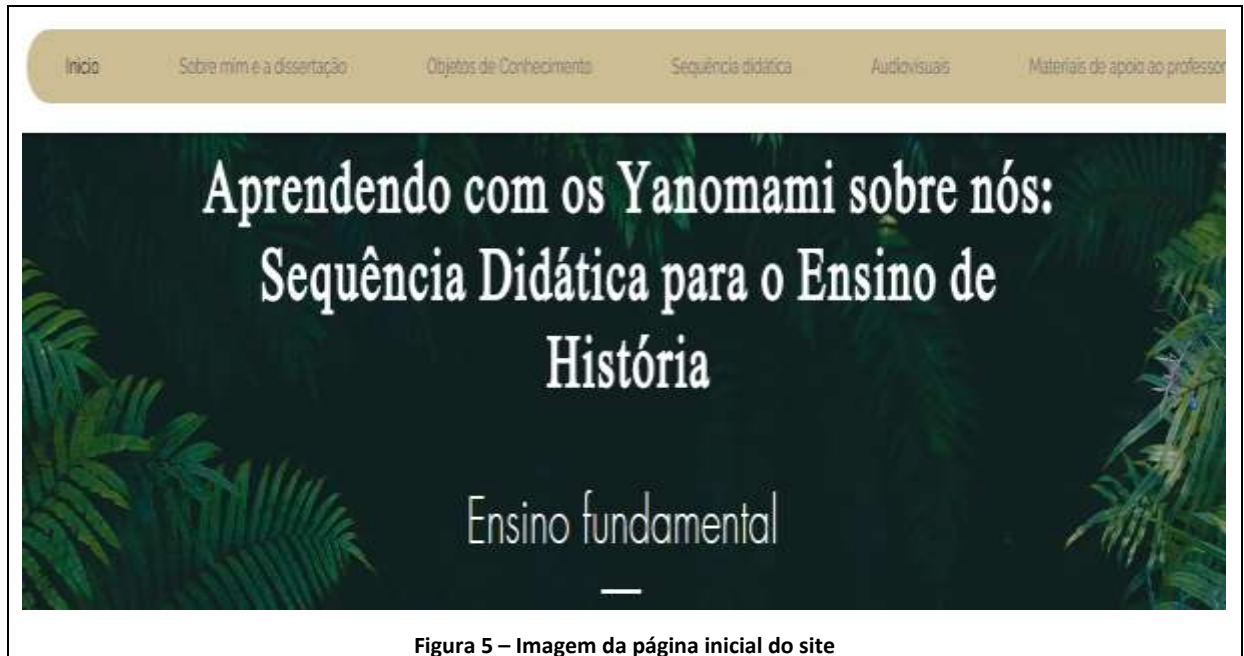 Inicio Sobre mim e a dissertação Objetos de Conhecimento Sequência didática Audiovisuais Materiais de apoio ao professor
Aprendendo com os Yanomami sobre nós:
Sequência Didática para o Ensino de
História
Ensino fundamental
Figura 5 – Imagem da página inicial do site